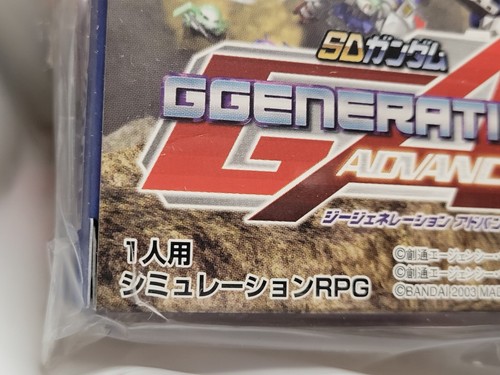 SDガンダム
GGENERATI
ADVANC
ジージェネレーション アドバン
1人用
シミュレーションRPG
©創通エージェンシー
©創通エージェンシー
©BANDAI 2003 MAD